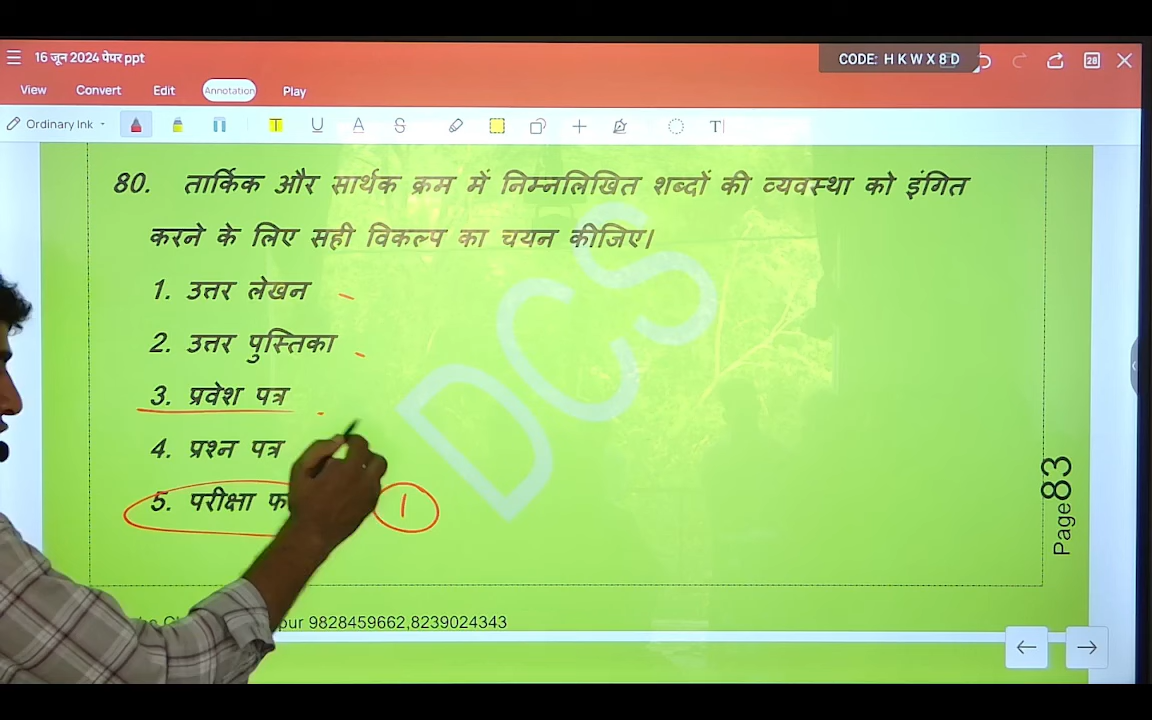 16 जून 2024 पेपर ppt
CODE: H K W X 8 D
28
View Convert Edit Annotation Play
Ordinary Ink
80. तार्किक और सार्थक क्रम में निम्नलिखित शब्दों की व्यवस्था को इंगित
करने के लिए सही विकल्प का चयन कीजिए।
1. उत्तर लेखन
2. उत्तर पुस्तिका
3. प्रवेश पत्र
4. प्रश्न पत्र
5. परीक्षा
1
DCS
Page83
9828459662,8239024343